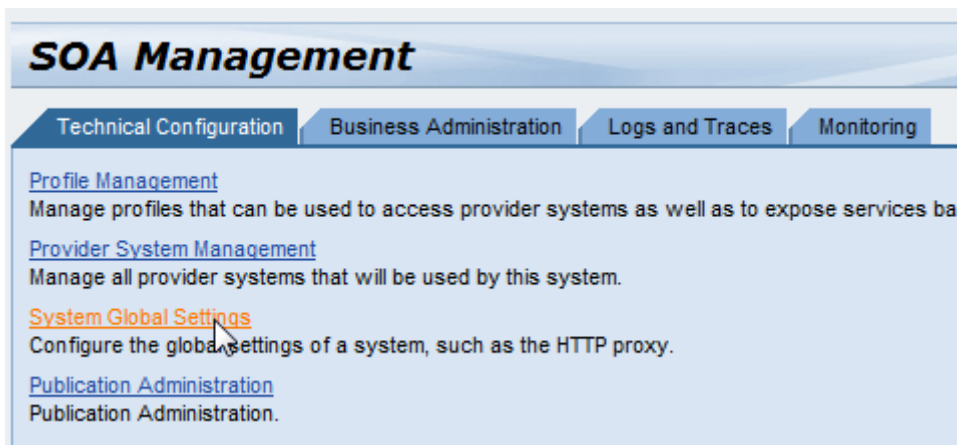 SOA Management
Technical Configuration Business Administration Logs and Traces Monitoring
Profile Management
Manage profiles that can be used to access provider systems as well as to expose services ba
Provider System Management
Manage all provider systems that will be used by this system.
System Global Settings
Configure the global settings of a system, such as the HTTP proxy.
Publication Administration
Publication Administration.